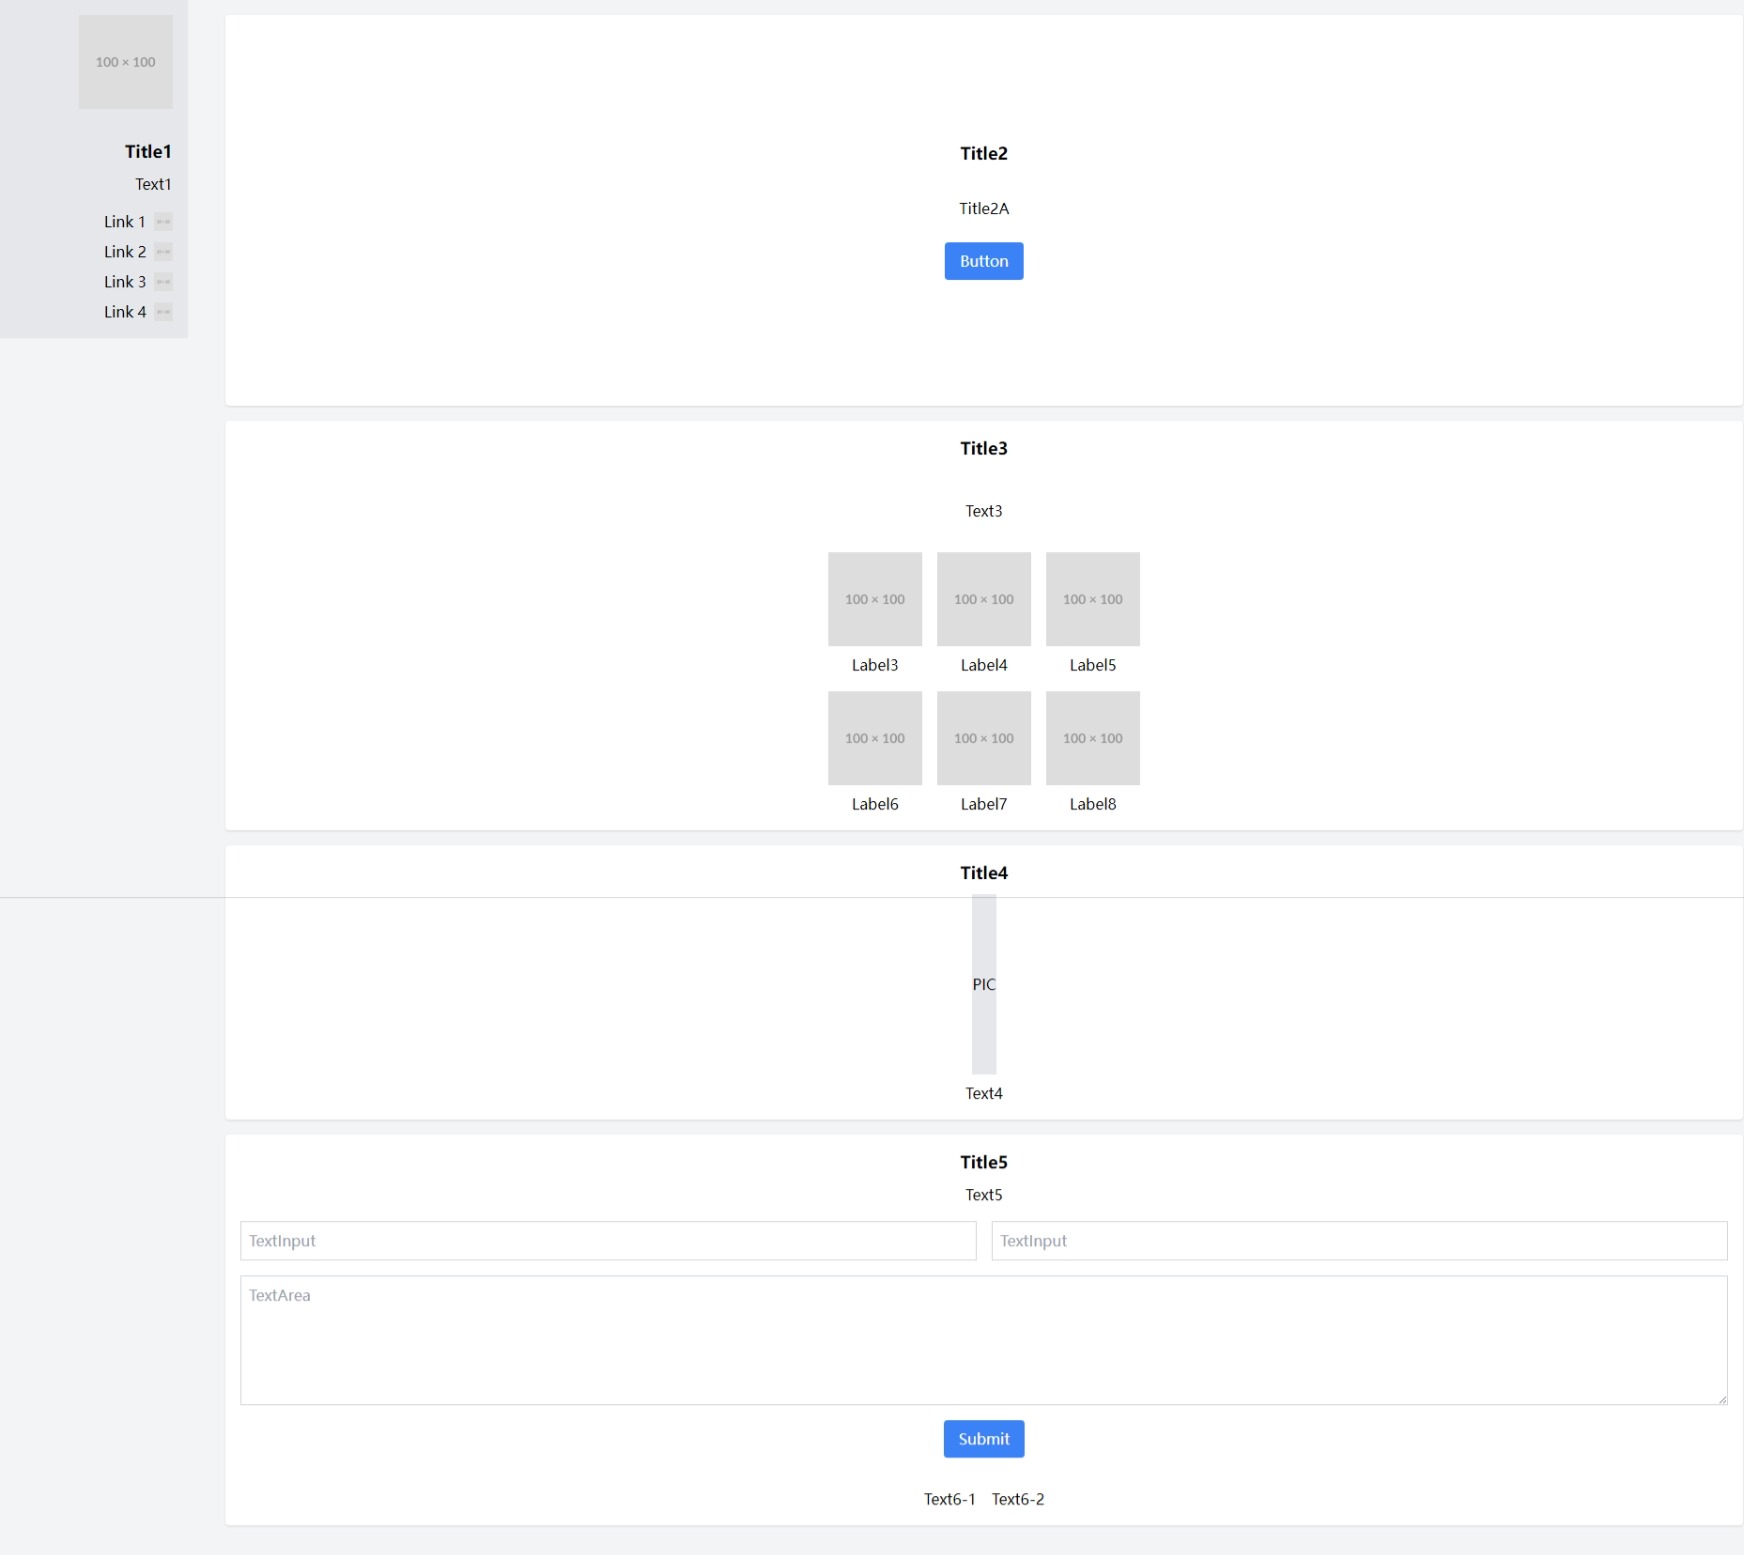 100 × 100
Title1
Text1
Link 1
Link 2
Link 3
Link 4
Title2
Title2A
Button
Title3
Text3
100 × 100 100 × 100 100 × 100
Label3 Label4 Label5
100 × 100 100 × 100 100 × 100
Label6 Label7 Label8
Title4
PIC
Text4
Title5
Text5
TextInput TextInput
TextArea
Submit
Text6-1 Text6-2